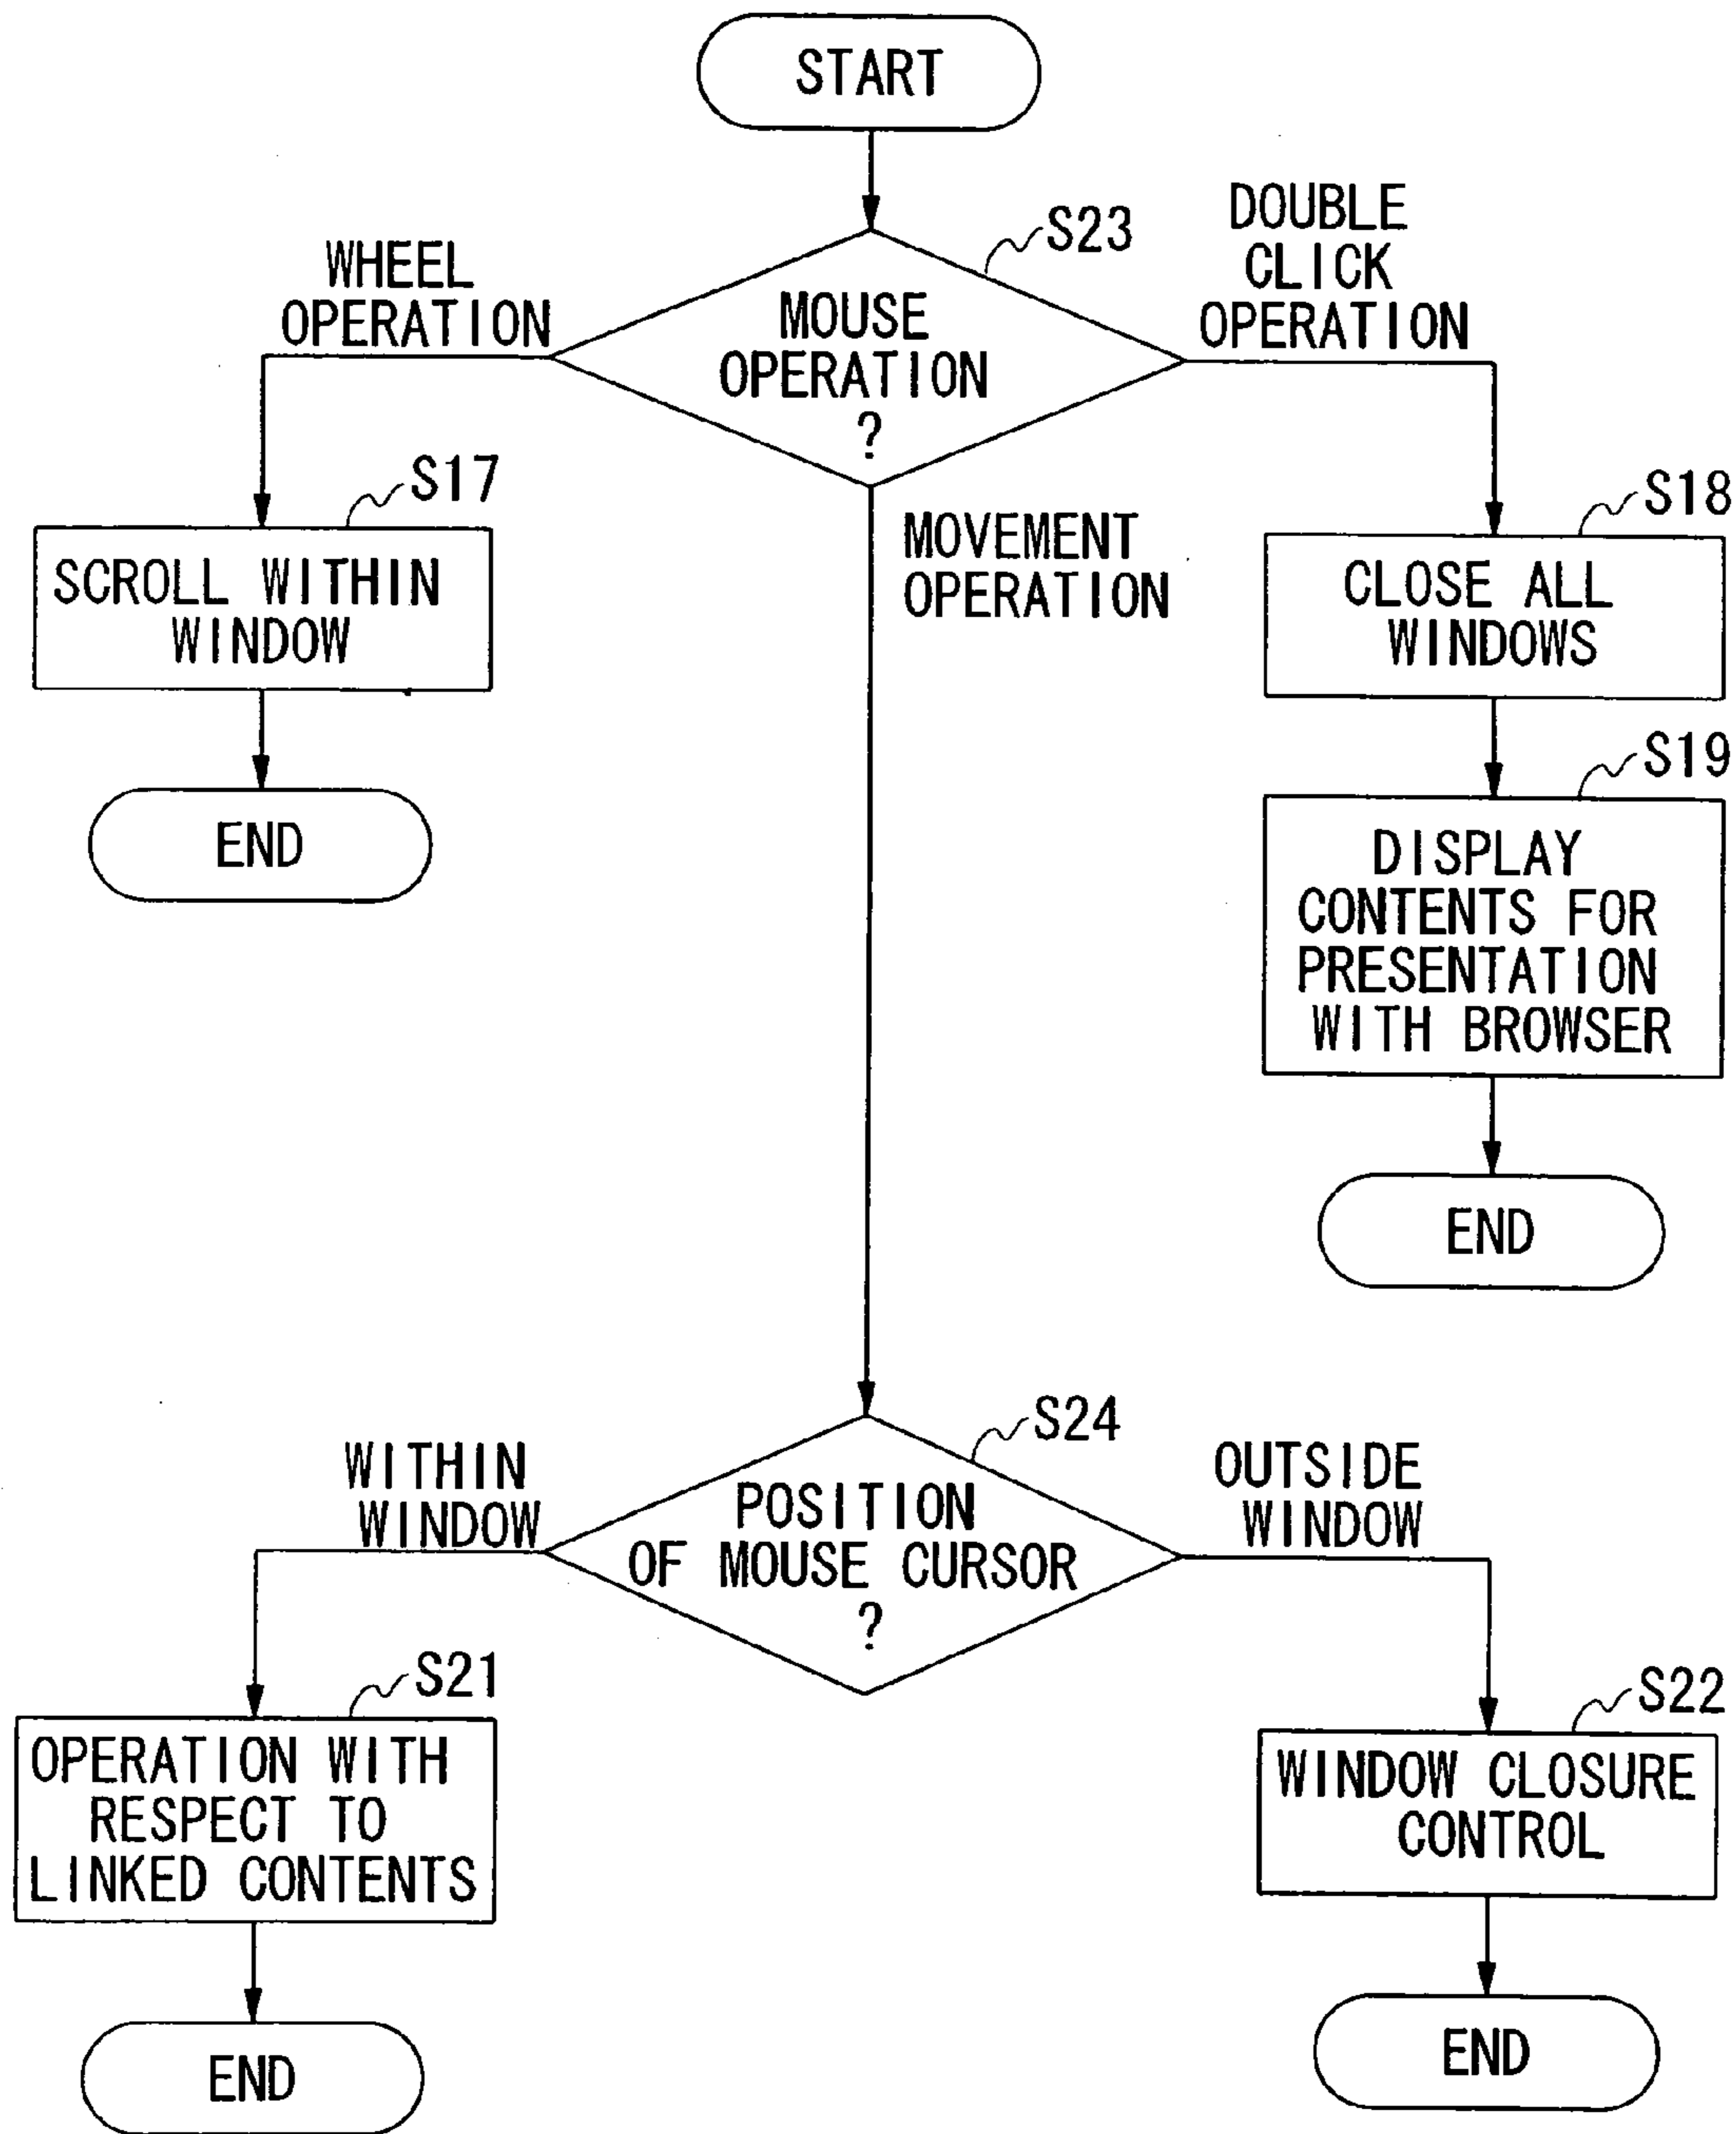 START
S23
MOUSE
OPERATION
?
WHEEL
OPERATION
DOUBLE
CLICK
OPERATION
MOVEMENT
OPERATION
S17
SCROLL WITHIN
WINDOW
END
S18
CLOSE ALL
WINDOWS
S19
DISPLAY
CONTENTS FOR
PRESENTATION
WITH BROWSER
END
S24
POSITION
OF MOUSE CURSOR
?
WITHIN
WINDOW
OUTSIDE
WINDOW
S21
OPERATION WITH
RESPECT TO
LINKED CONTENTS
END
S22
WINDOW CLOSURE
CONTROL
END